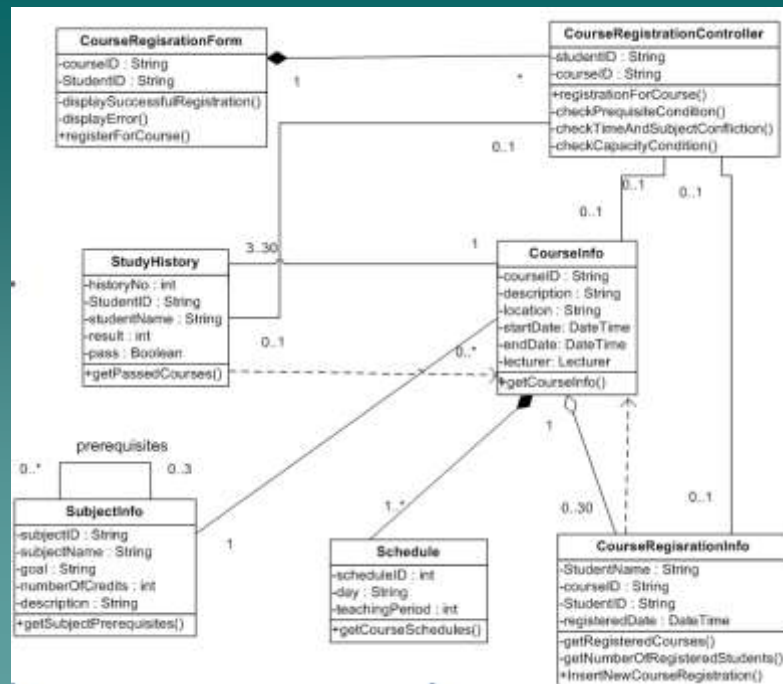 CourseRegisrationForm
-courseID : String
-StudentID : String
-displaySuccessfulRegistration()
-displayError()
+registerForCourse()
1
*
CourseRegistrationController
-studentID : String
-courseID : String
+registrationForCourse()
-checkPrequisiteCondition()
-checkTimeAndSubjectConfliction()
-checkCapacityCondition()
0..1
0..1
0..1
0..1
StudyHistory
-historyNo : int
-StudentID : String
-studentName : String
-result : int
-pass : Boolean
+getPassedCourses()
3..30
1
0..1
CourseInfo
-courseID : String
-description : String
-location : String
-startDate: DateTime
-endDate: DateTime
-lecturer: Lecturer
+getCourseInfo()
0..*
prerequisites
0..*
0..3
SubjectInfo
-subjectID : String
-subjectName : String
-goal : String
-numberOfCredits : int
-description : String
+getSubjectPrerequisites()
1
1..*
Schedule
-scheduleID : int
-day : String
-teachingPeriod : int
+getCourseSchedules()
1
0..30
0..1
CourseRegisrationInfo
-StudentName : String
-courseID : String
-StudentID : String
-registeredDate : DateTime
-getRegisteredCourses()
-getNumberOfRegisteredStudents()
+InsertNewCourseRegistration()